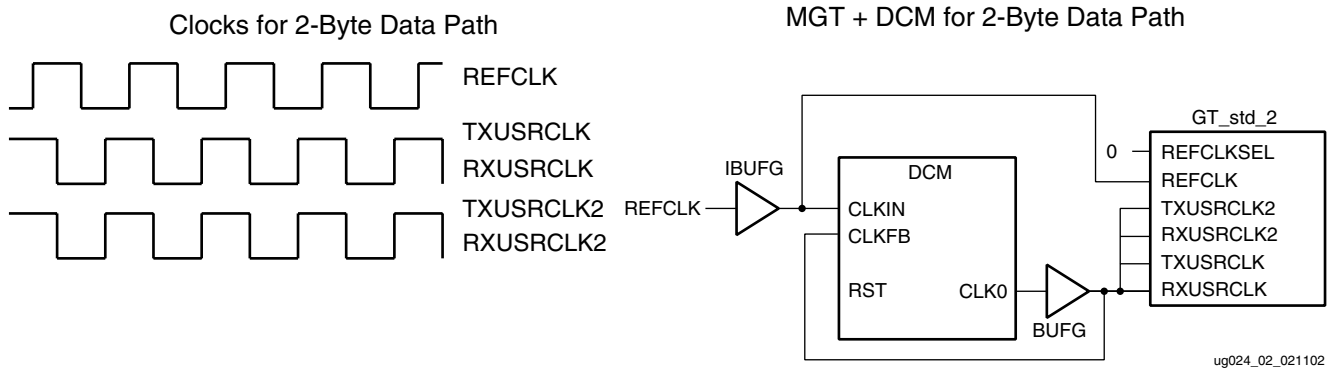 Clocks for 2-Byte Data Path
REFCLK
TXUSRCLK
RXUSRCLK
TXUSRCLK2
RXUSRCLK2
MGT + DCM for 2-Byte Data Path
REFCLK
IBUFG
DCM
CLKIN
CLKFB
RST
CLK0
BUFG
GT_std_2
0
REFCLKSEL
REFCLK
TXUSRCLK2
RXUSRCLK2
TXUSRCLK
RXUSRCLK
ug024_02_021102